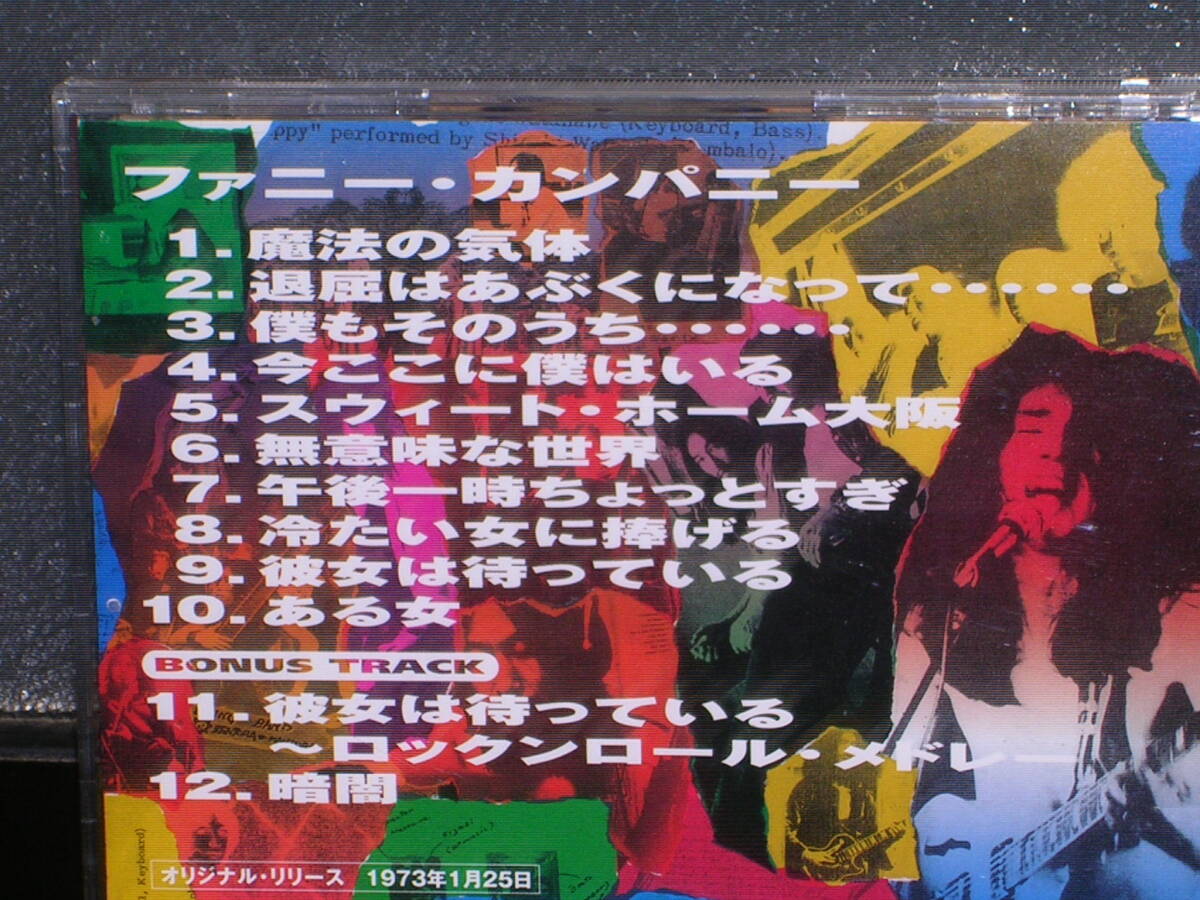 ppy" performed by
(Keyboard, Bass)
ファニー・カンパニー
1. 魔法の気体
2. 退屈はあぶくになって・・・・・・
3. 僕もそのうち・・・・・・
4. 今ここに僕はいる
5. スウィート・ホーム大阪
6. 無意味な世界
7. 午後一時ちょっとすぎ
8. 冷たい女に捧げる
9. 彼女は待っている
10. ある女
BONUS TRACK
11. 彼女は待っている
～ロックンロール・メドレー
12. 暗闇
オリジナル・リリース 1973年1月25日
Keyboard)